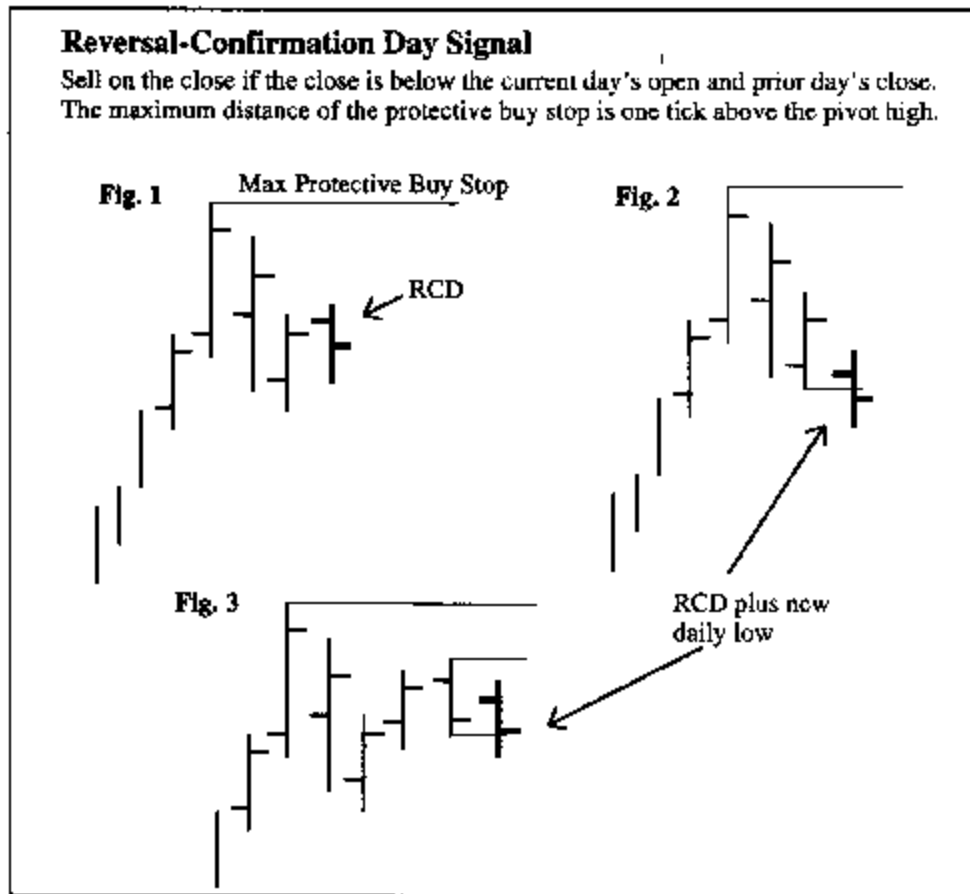 Reversal-Confirmation Day Signal
Sell on the close if the close is below the current day's open and prior day's close.
The maximum distance of the protective buy stop is one tick above the pivot high.
Fig. 1
Max Protective Buy Stop
Fig. 2
RCD
Fig. 3
RCD plus new
daily low